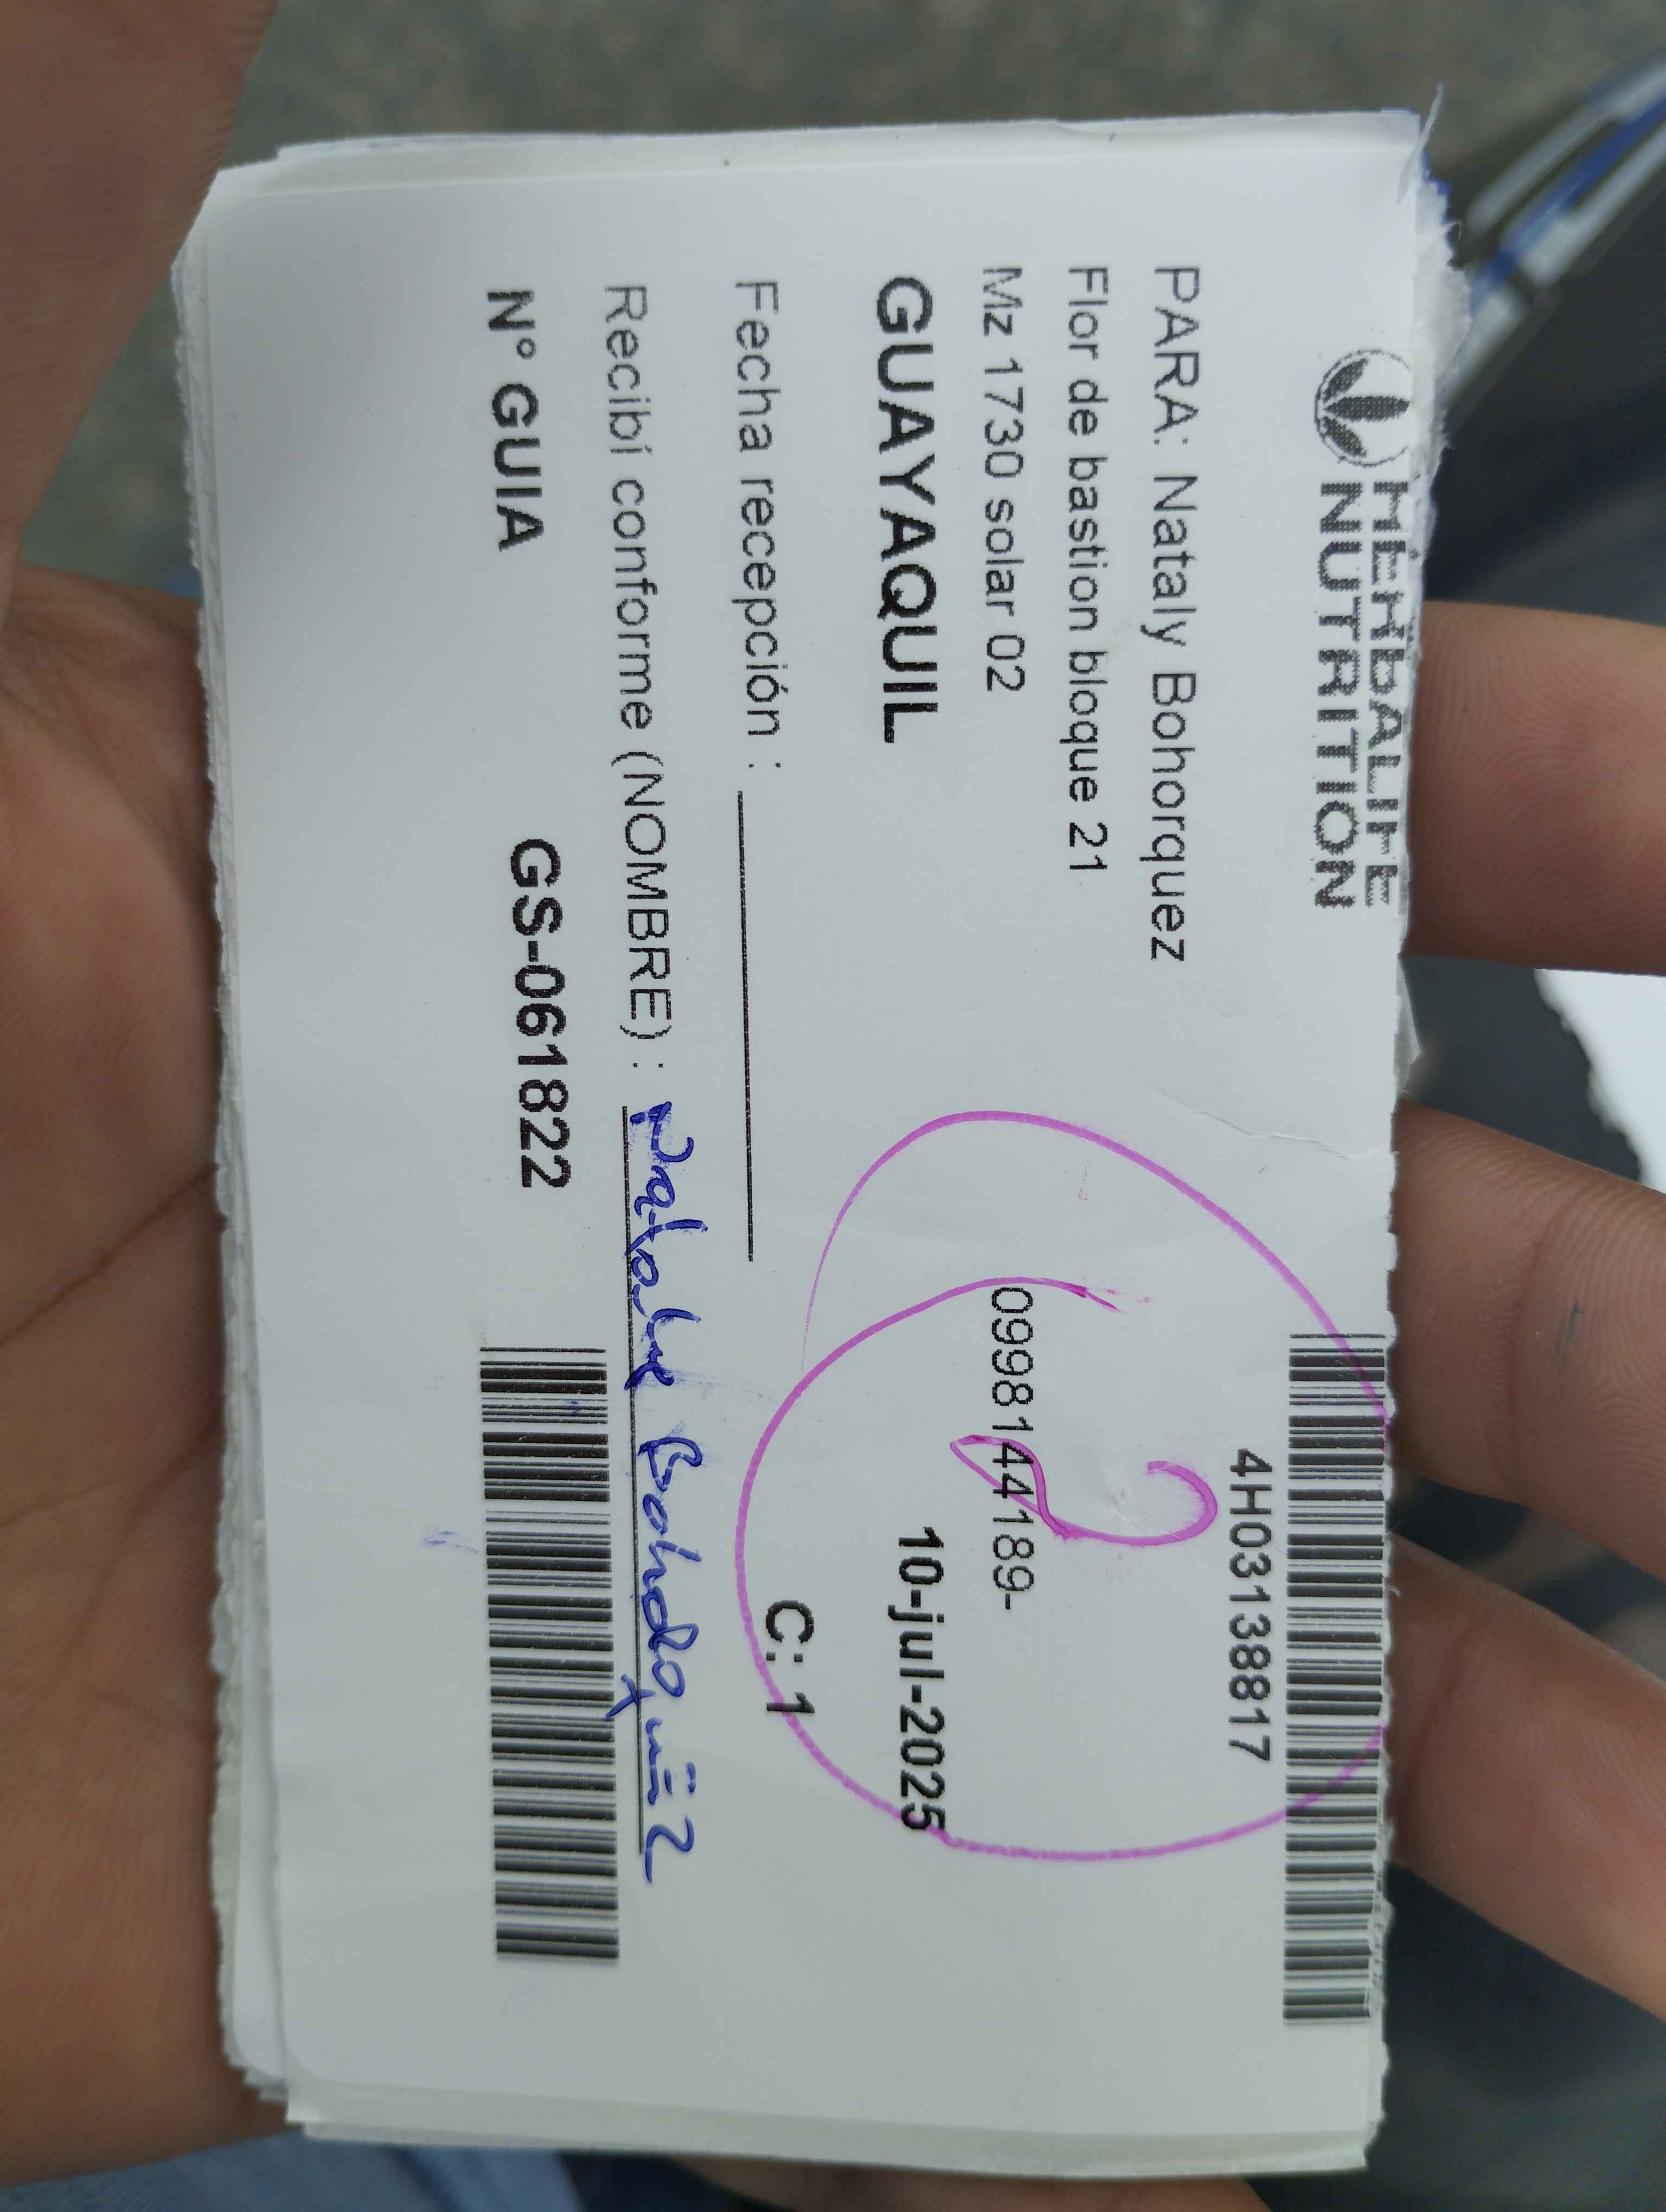 HERBALIFE
NUTRITION
4H03138817
PARA: Nataly Bohorquez
Flor de bastion bloque 21
Mz 1730 solar 02
0998144189-
GUAYAQUIL
10-jul-2025
Fecha recepción :
C: 1
Recibí conforme (NOMBRE) :
N° GUIA
GS-061822
2